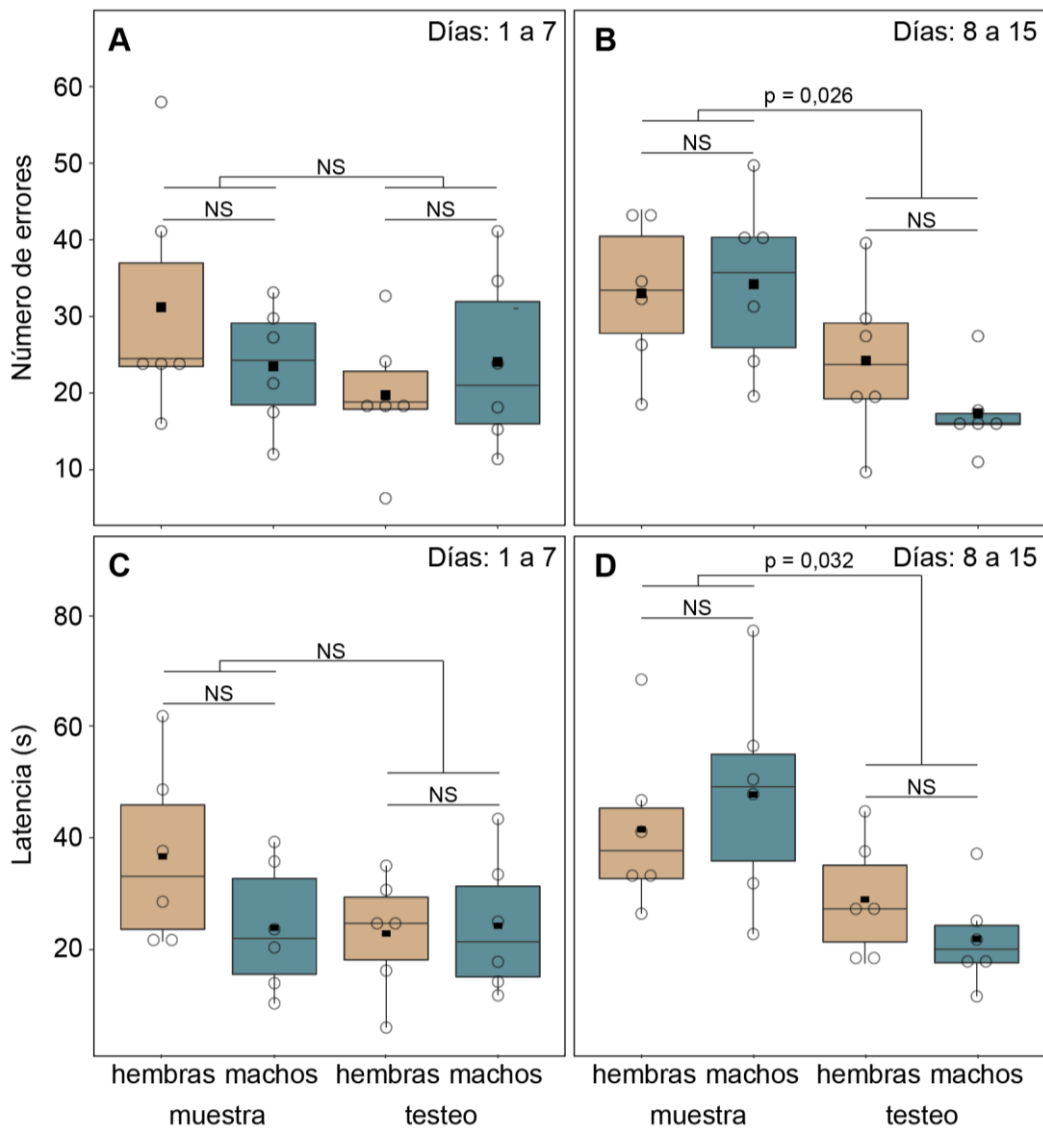 A
Días: 1 a 7
B
Días: 8 a 15
Número de errores
60
50
40
30
20
10
NS
NS
NS
p = 0,026
NS
NS
C
Días: 1 a 7
D
Días: 8 a 15
Latencia (s)
80
60
40
20
NS
NS
NS
p = 0,032
NS
NS
hembras machos hembras machos
muestra testeo
hembras machos hembras machos
muestra testeo